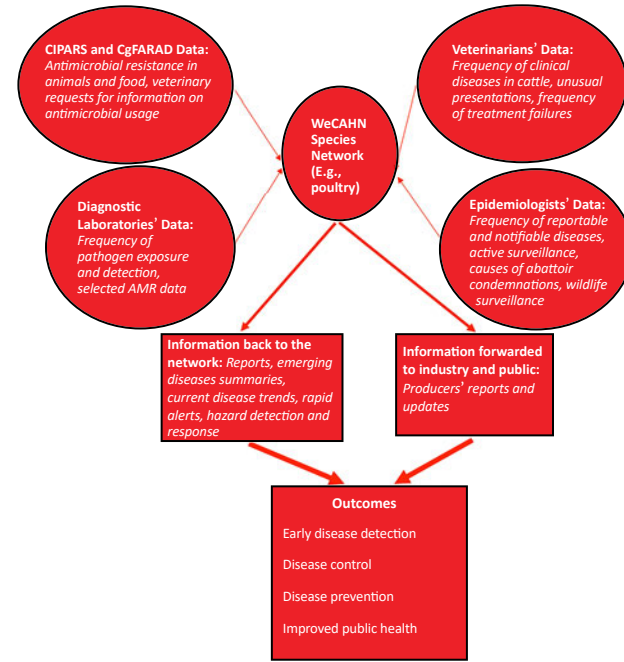 CIPARS and CgFARAD Data:
Antimicrobial resistance in
animals and food, veterinary
requests for information on
antimicrobial usage
Veterinarians’ Data:
Frequency of clinical
diseases in cattle, unusual
presentations, frequency
of treatment failures
WeCAHN
Species
Network
(E.g.,
poultry)
Diagnostic
Laboratories’ Data:
Frequency of
pathogen exposure
and detection,
selected AMR data
Epidemiologists’ Data:
Frequency of reportable
and notifiable diseases,
active surveillance,
causes of abattoir
condemnations, wildlife
surveillance
Information back to the
network: Reports, emerging
diseases summaries,
current disease trends, rapid
alerts, hazard detection and
response
Information forwarded
to industry and public:
Producers’ reports and
updates
Outcomes
Early disease detection
Disease control
Disease prevention
Improved public health